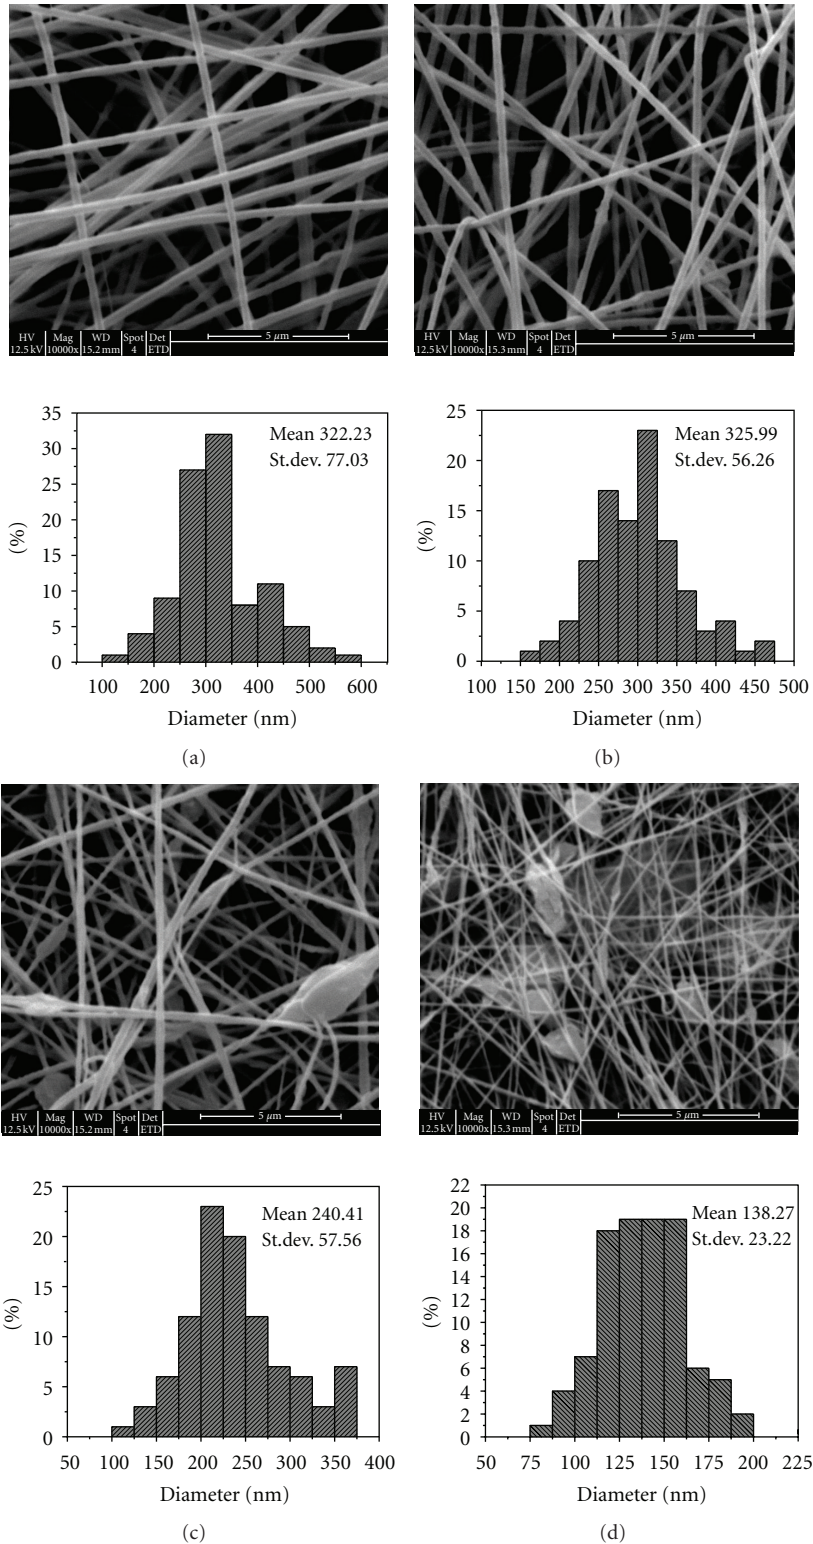 HV Mag WD Spot Det 5 μm
12.5 kV 10000x 15.2 mm 4 ETD
HV Mag WD Spot Det 5 μm
12.5 kV 10000x 15.3 mm 4 ETD
35
30
25
20
15
10
5
0
(%)
Mean 322.23
St.dev. 77.03
100 200 300 400 500 600
Diameter (nm)
(a)
25
20
15
10
5
0
(%)
Mean 325.99
St.dev. 56.26
100 150 200 250 300 350 400 450 500
Diameter (nm)
(b)
HV Mag WD Spot Det 5 μm
12.5 kV 10000x 15.2 mm 4 ETD
HV Mag WD Spot Det 5 μm
12.5 kV 10000x 15.3 mm 4 ETD
25
20
15
10
5
0
(%)
Mean 240.41
St.dev. 57.56
50 100 150 200 250 300 350 400
Diameter (nm)
(c)
22
20
18
16
14
12
10
8
6
4
2
0
(%)
Mean 138.27
St.dev. 23.22
50 75 100 125 150 175 200 225
Diameter (nm)
(d)